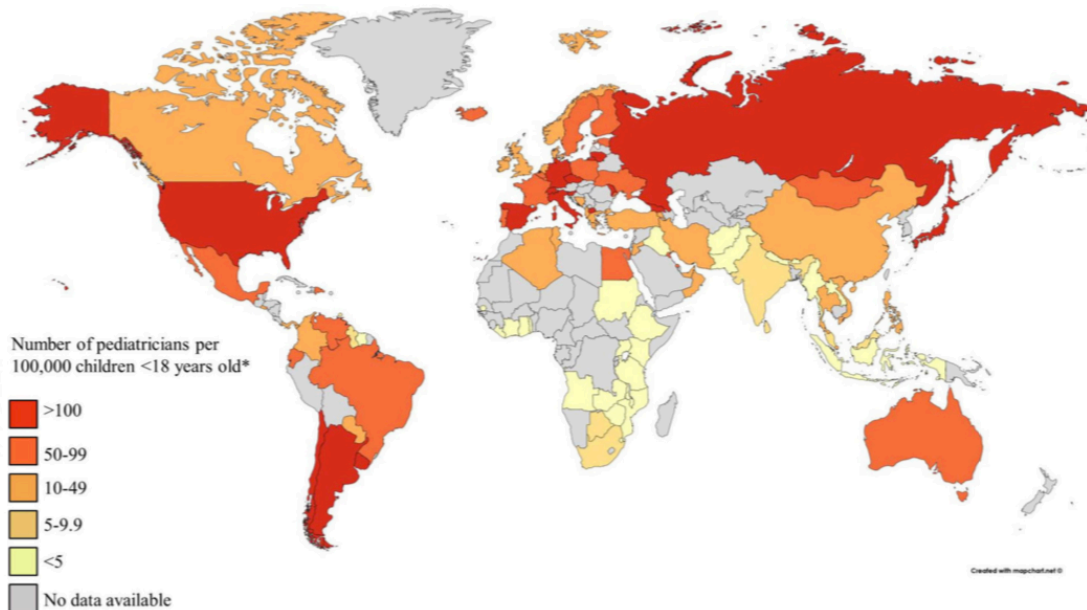 Number of pediatricians per
100,000 children <18 years old*
>100
50-99
10-49
5-9.9
<5
No data available
Created with mapchart.net ©